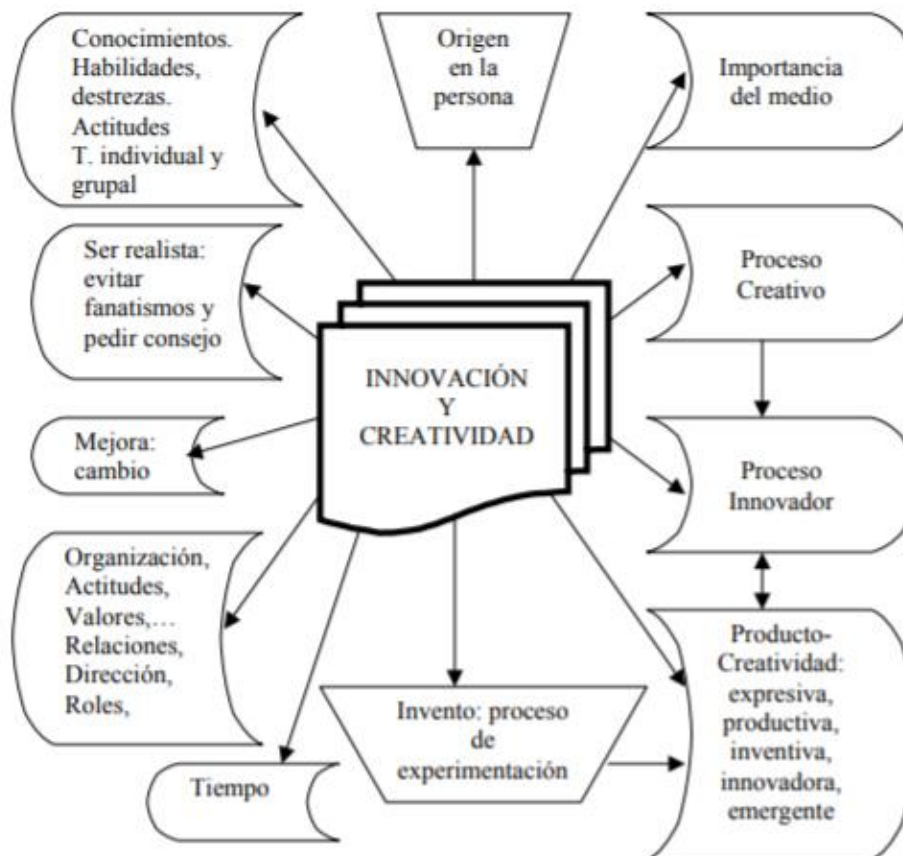 Conocimientos.
Habilidades,
destrezas.
Actitudes
T. individual y
grupal
Origen
en la
persona
Importancia
del medio
Ser realista:
evitar
fanatismos y
pedir consejo
Proceso
Creativo
INNOVACIÓN
Y
CREATIVIDAD
Mejora:
cambio
Proceso
Innovador
Organización,
Actitudes,
Valores,...
Relaciones,
Dirección,
Roles,
Invento: proceso
de
experimentación
Producto-
Creatividad:
expresiva,
productiva,
inventiva,
innovadora,
emergente
Tiempo